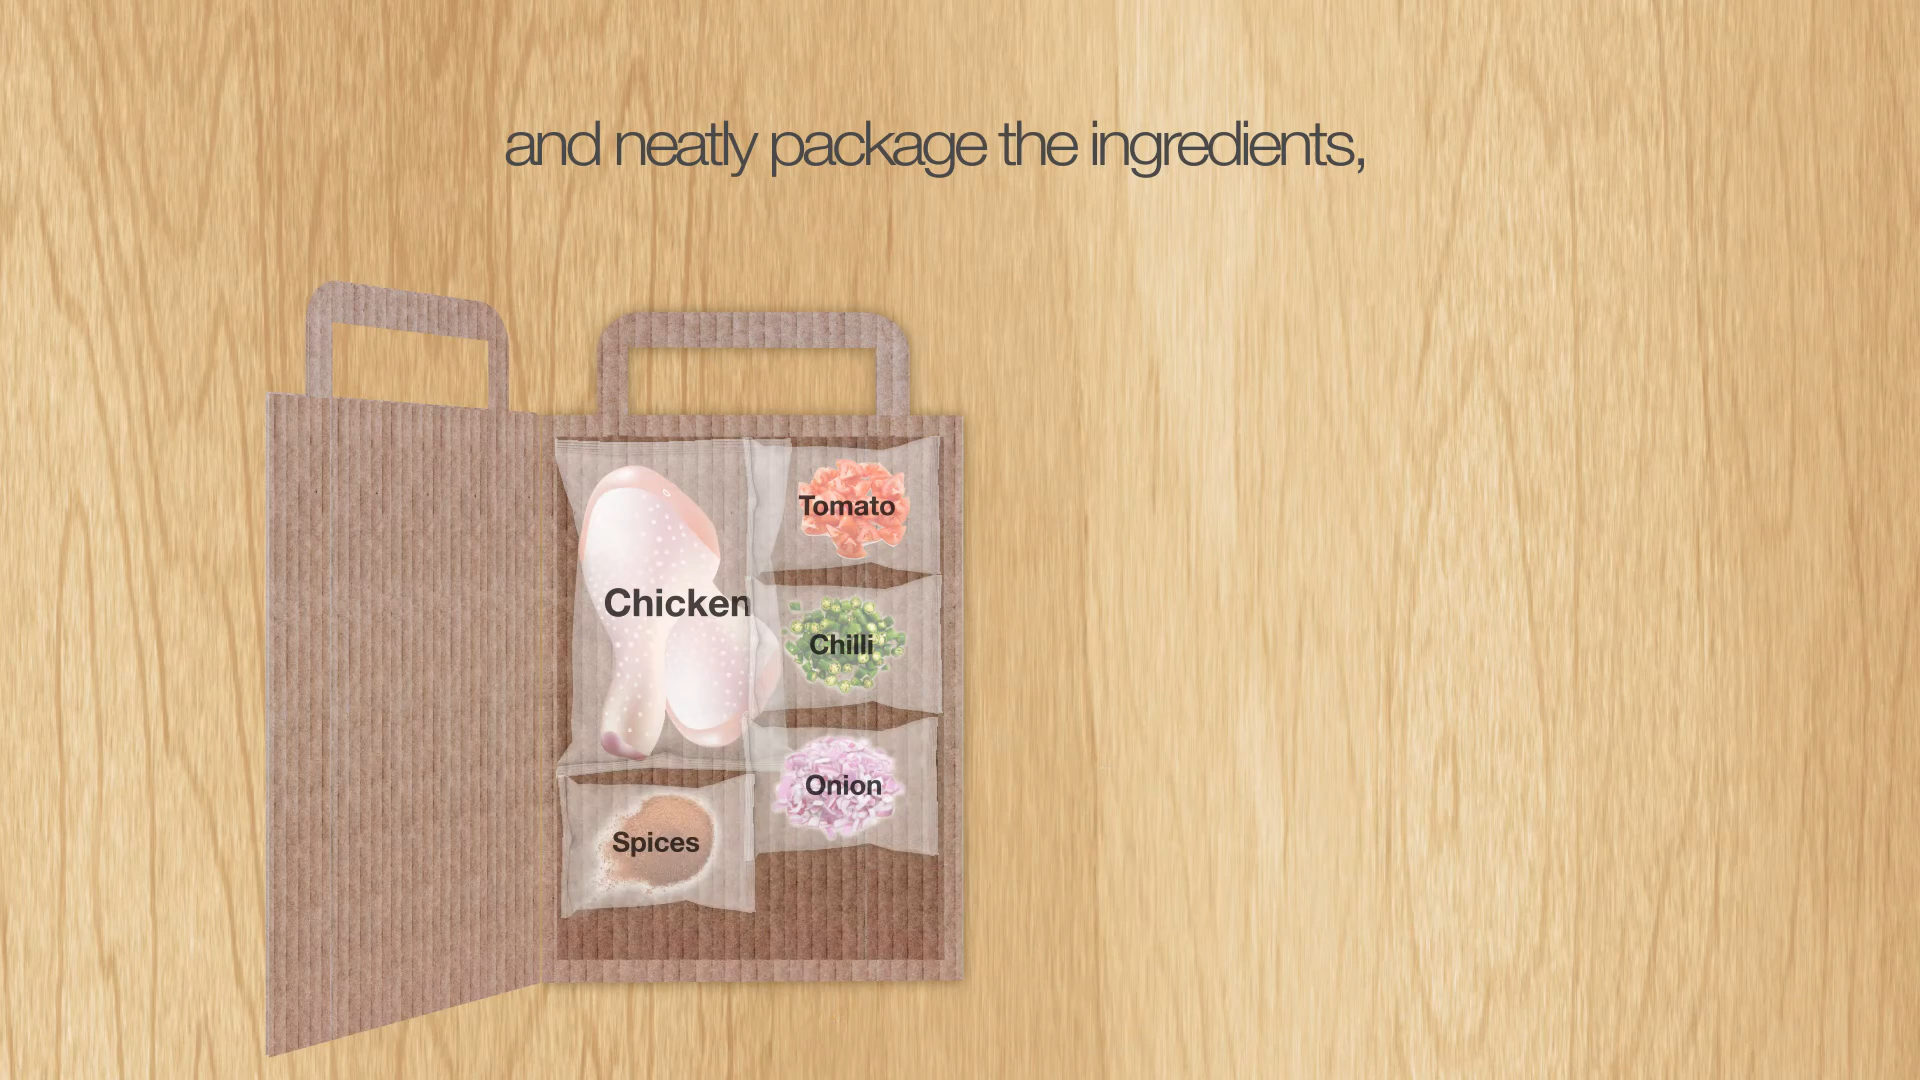 and neatly package the ingredients,
Chicken
Tomato
Chilli
Onion
Spices